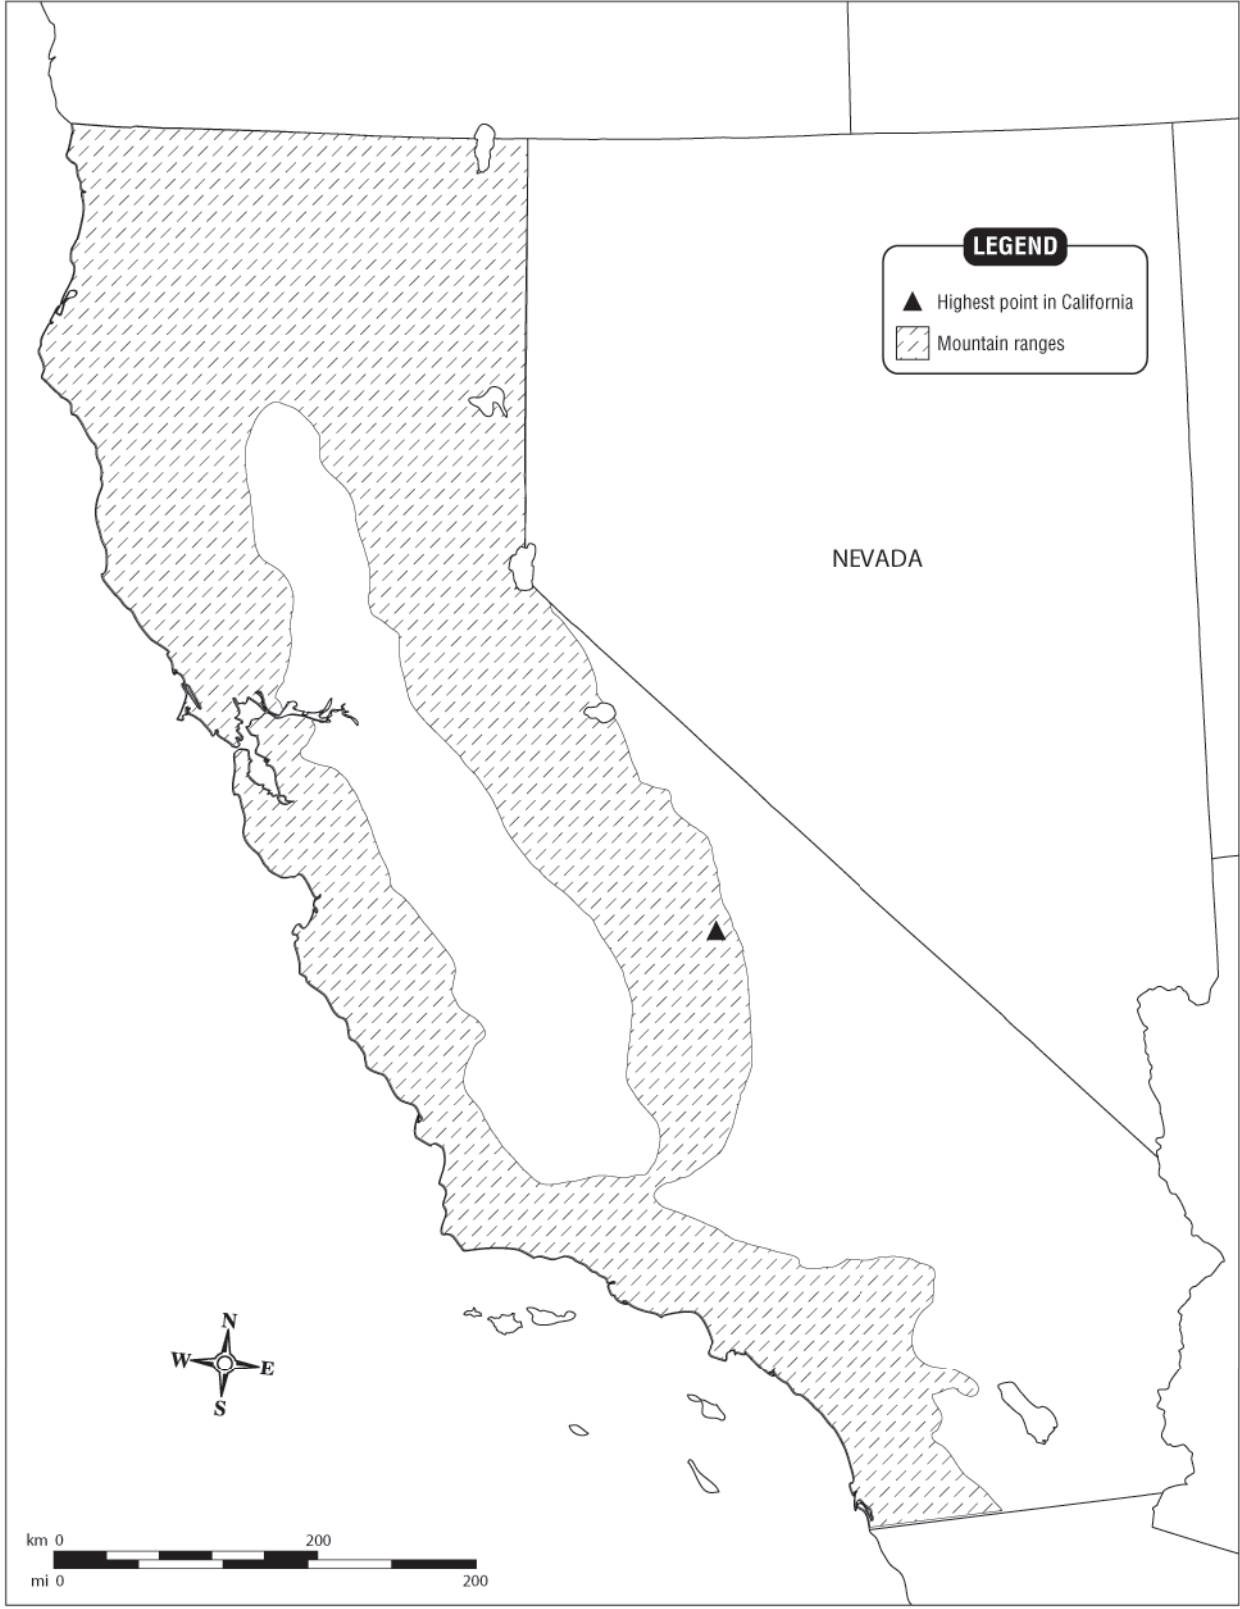 LEGEND
Highest point in California
Mountain ranges
NEVADA
N
W E
S
km 0 200
mi 0 200